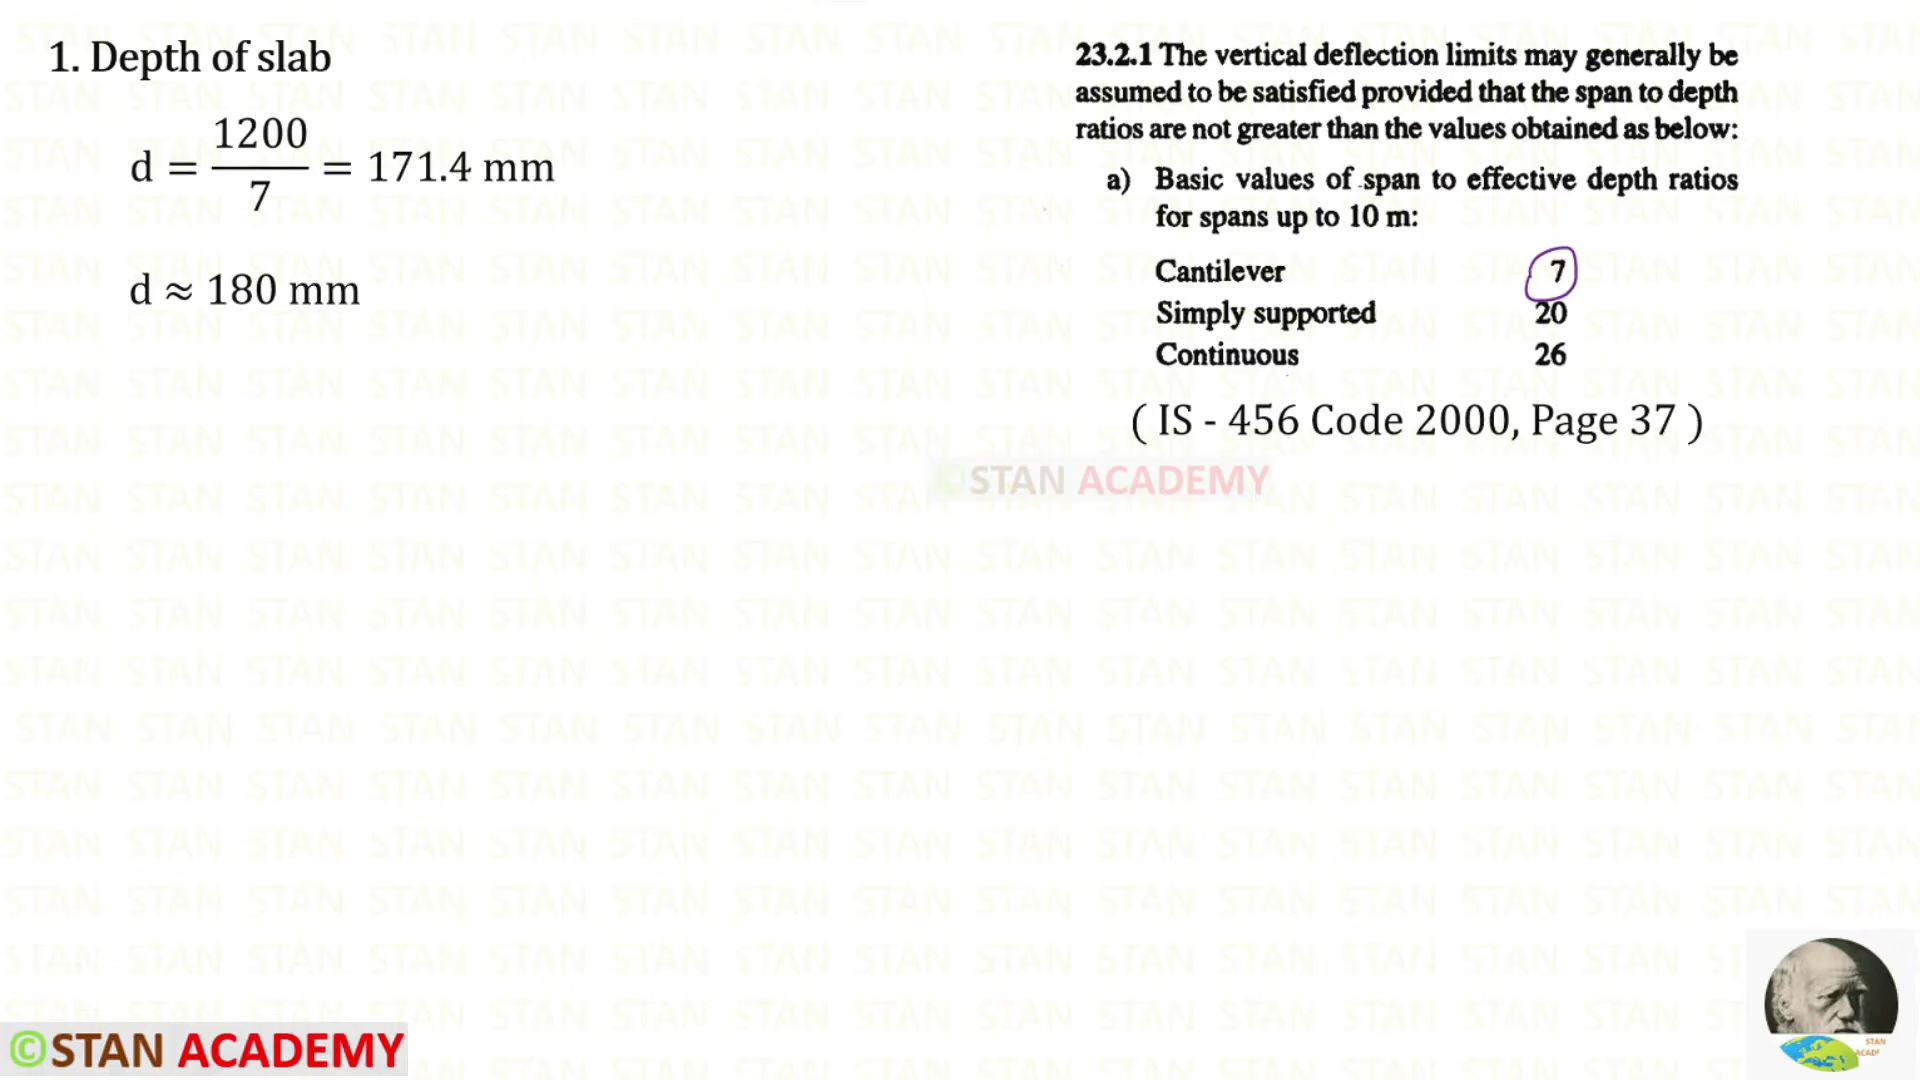 1. Depth of slab
d = 1200/7 = 171.4 mm
d ≈ 180 mm
23.2.1 The vertical deflection limits may generally be
assumed to be satisfied provided that the span to depth
ratios are not greater than the values obtained as below:
a) Basic values of span to effective depth ratios
for spans up to 10 m:
Cantilever 7
Simply supported 20
Continuous 26
( IS - 456 Code 2000, Page 37 )
©STAN ACADEMY
©STAN ACADEMY
STAN